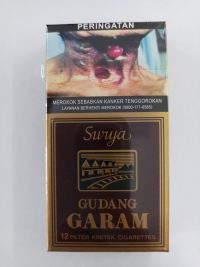 PERINGATAN
MEROKOK SEBABKAN KANKER TENGGOROKAN
LAYANAN BERHENTI MEROKOK (0800-177-6565)
Surya
GUDANG
GARAM
12 FILTER KRETEK CIGARETTES